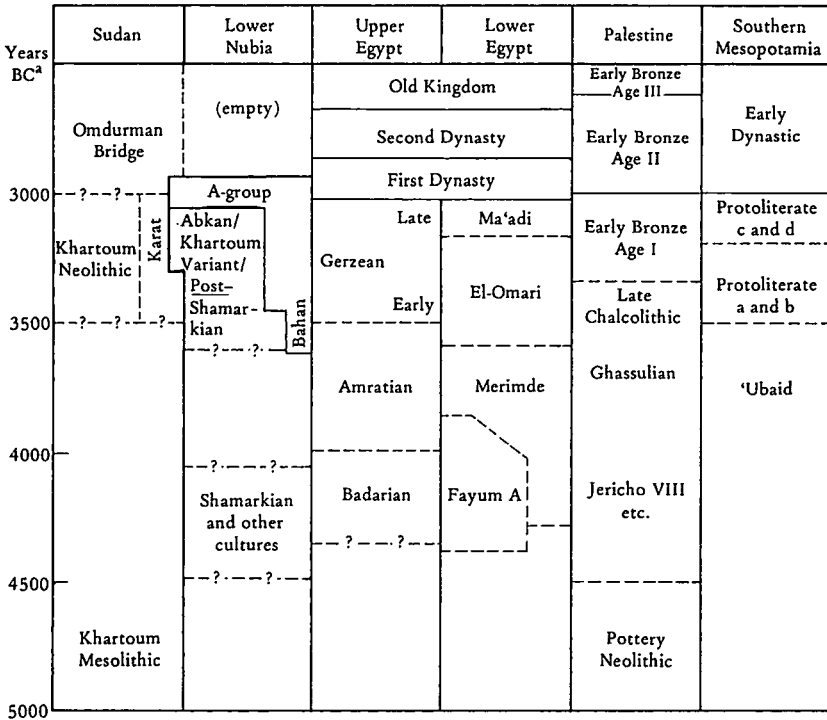 Years
BCᵃ
Sudan
Lower
Nubia
Upper
Egypt
Lower
Egypt
Palestine
Southern
Mesopotamia
3000
3500
4000
4500
5000
Omdurman
Bridge
? ?
Khartoum
Neolithic
Karat
? ? ?
Khartoum
Mesolithic
(empty)
A-group
Abkan/
Khartoum
Variant/
Post–
Shamar-
kian
Bahan
? ?
? ?
Shamarkian
and other
cultures
? ?
Old Kingdom
Second Dynasty
First Dynasty
Late
Gerzean
Early
Amratian
Badarian
? ?
Ma'adi
El-Omari
Merimde
Fayum A
Early Bronze
Age III
Early Bronze
Age II
Early Bronze
Age I
Late
Chalcolithic
Ghassulian
Jericho VIII
etc.
Pottery
Neolithic
Early
Dynastic
Protoliterate
c and d
Protoliterate
a and b
'Ubaid